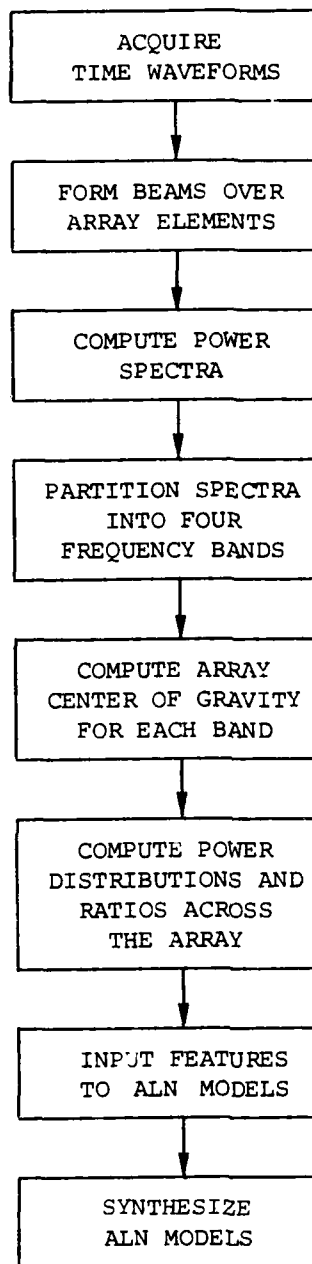 ACQUIRE
TIME WAVEFORMS
FORM BEAMS OVER
ARRAY ELEMENTS
COMPUTE POWER
SPECTRA
PARTITION SPECTRA
INTO FOUR
FREQUENCY BANDS
COMPUTE ARRAY
CENTER OF GRAVITY
FOR EACH BAND
COMPUTE POWER
DISTRIBUTIONS AND
RATIOS ACROSS
THE ARRAY
INPUT FEATURES
TO ALN MODELS
SYNTHESIZE
ALN MODELS